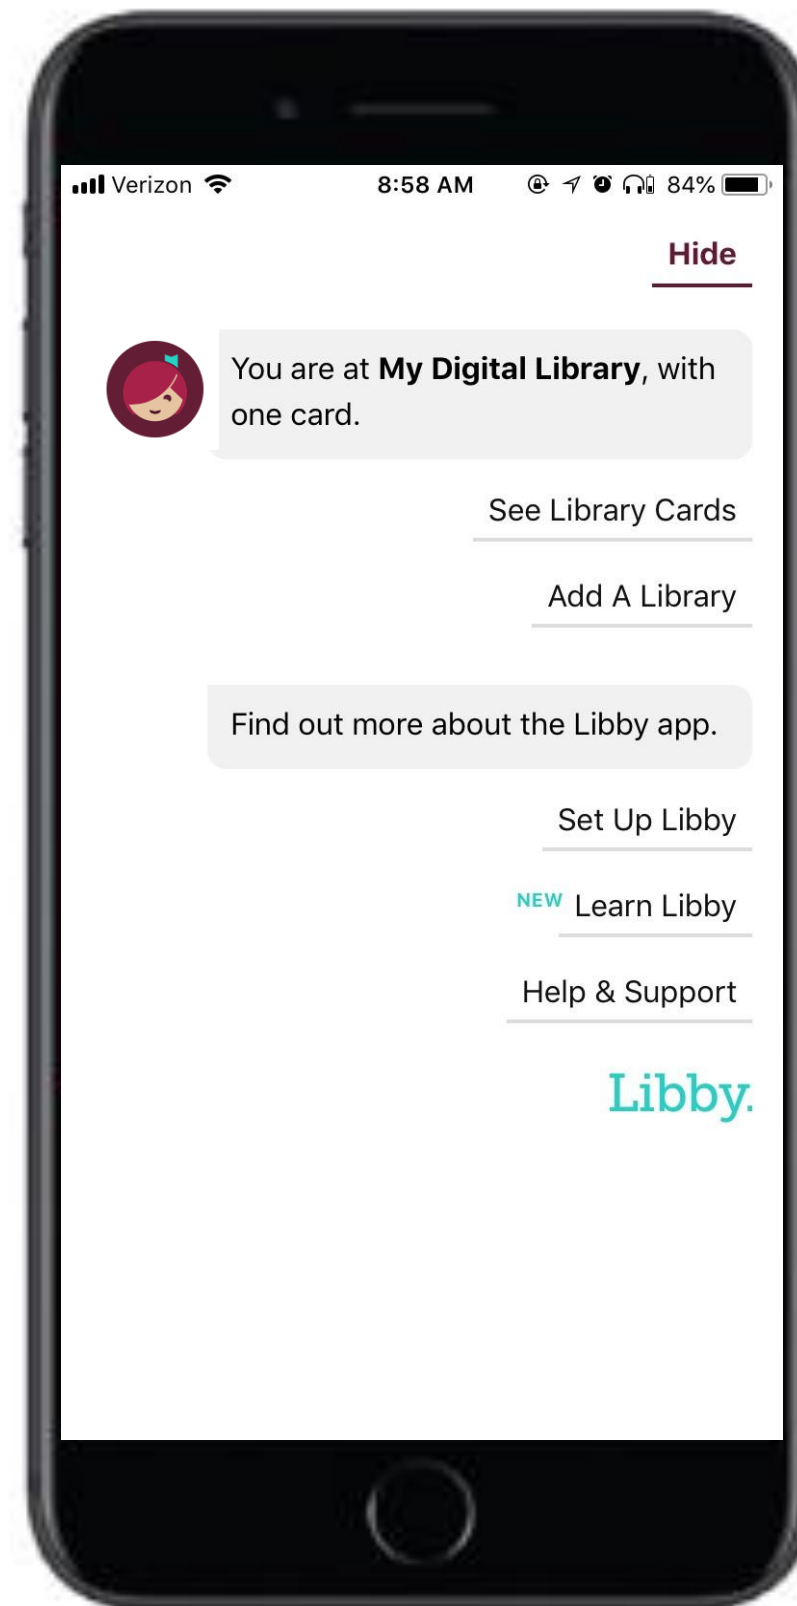 Verizon 8:58 AM 84%
Hide
You are at My Digital Library, with
one card.
See Library Cards
Add A Library
Find out more about the Libby app.
Set Up Libby
NEW Learn Libby
Help & Support
Libby.